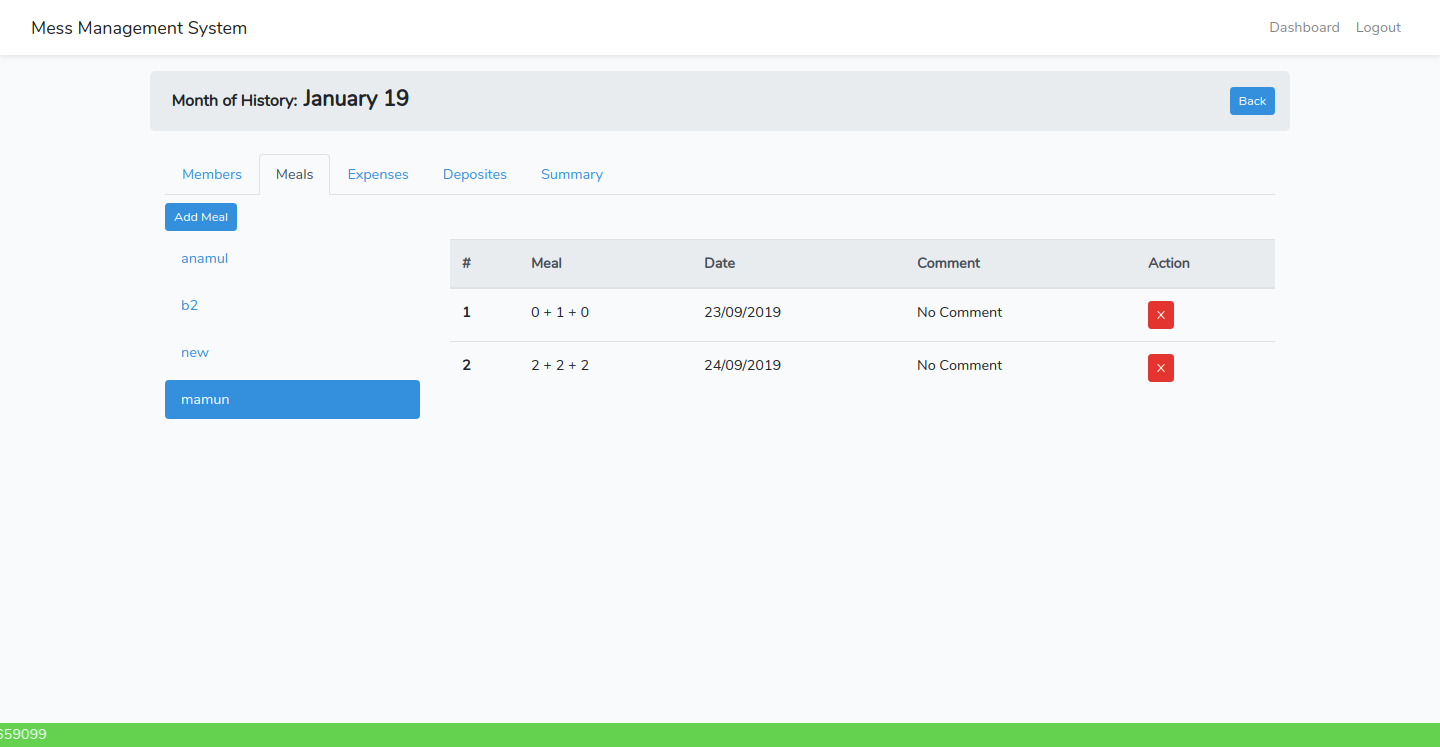 Mess Management System Dashboard Logout
Month of History: January 19 Back
Members Meals Expenses Deposites Summary
Add Meal
anamul
b2
new
mamun
# Meal Date Comment Action
1 0 + 1 + 0 23/09/2019 No Comment X
2 2 + 2 + 2 24/09/2019 No Comment X
659099